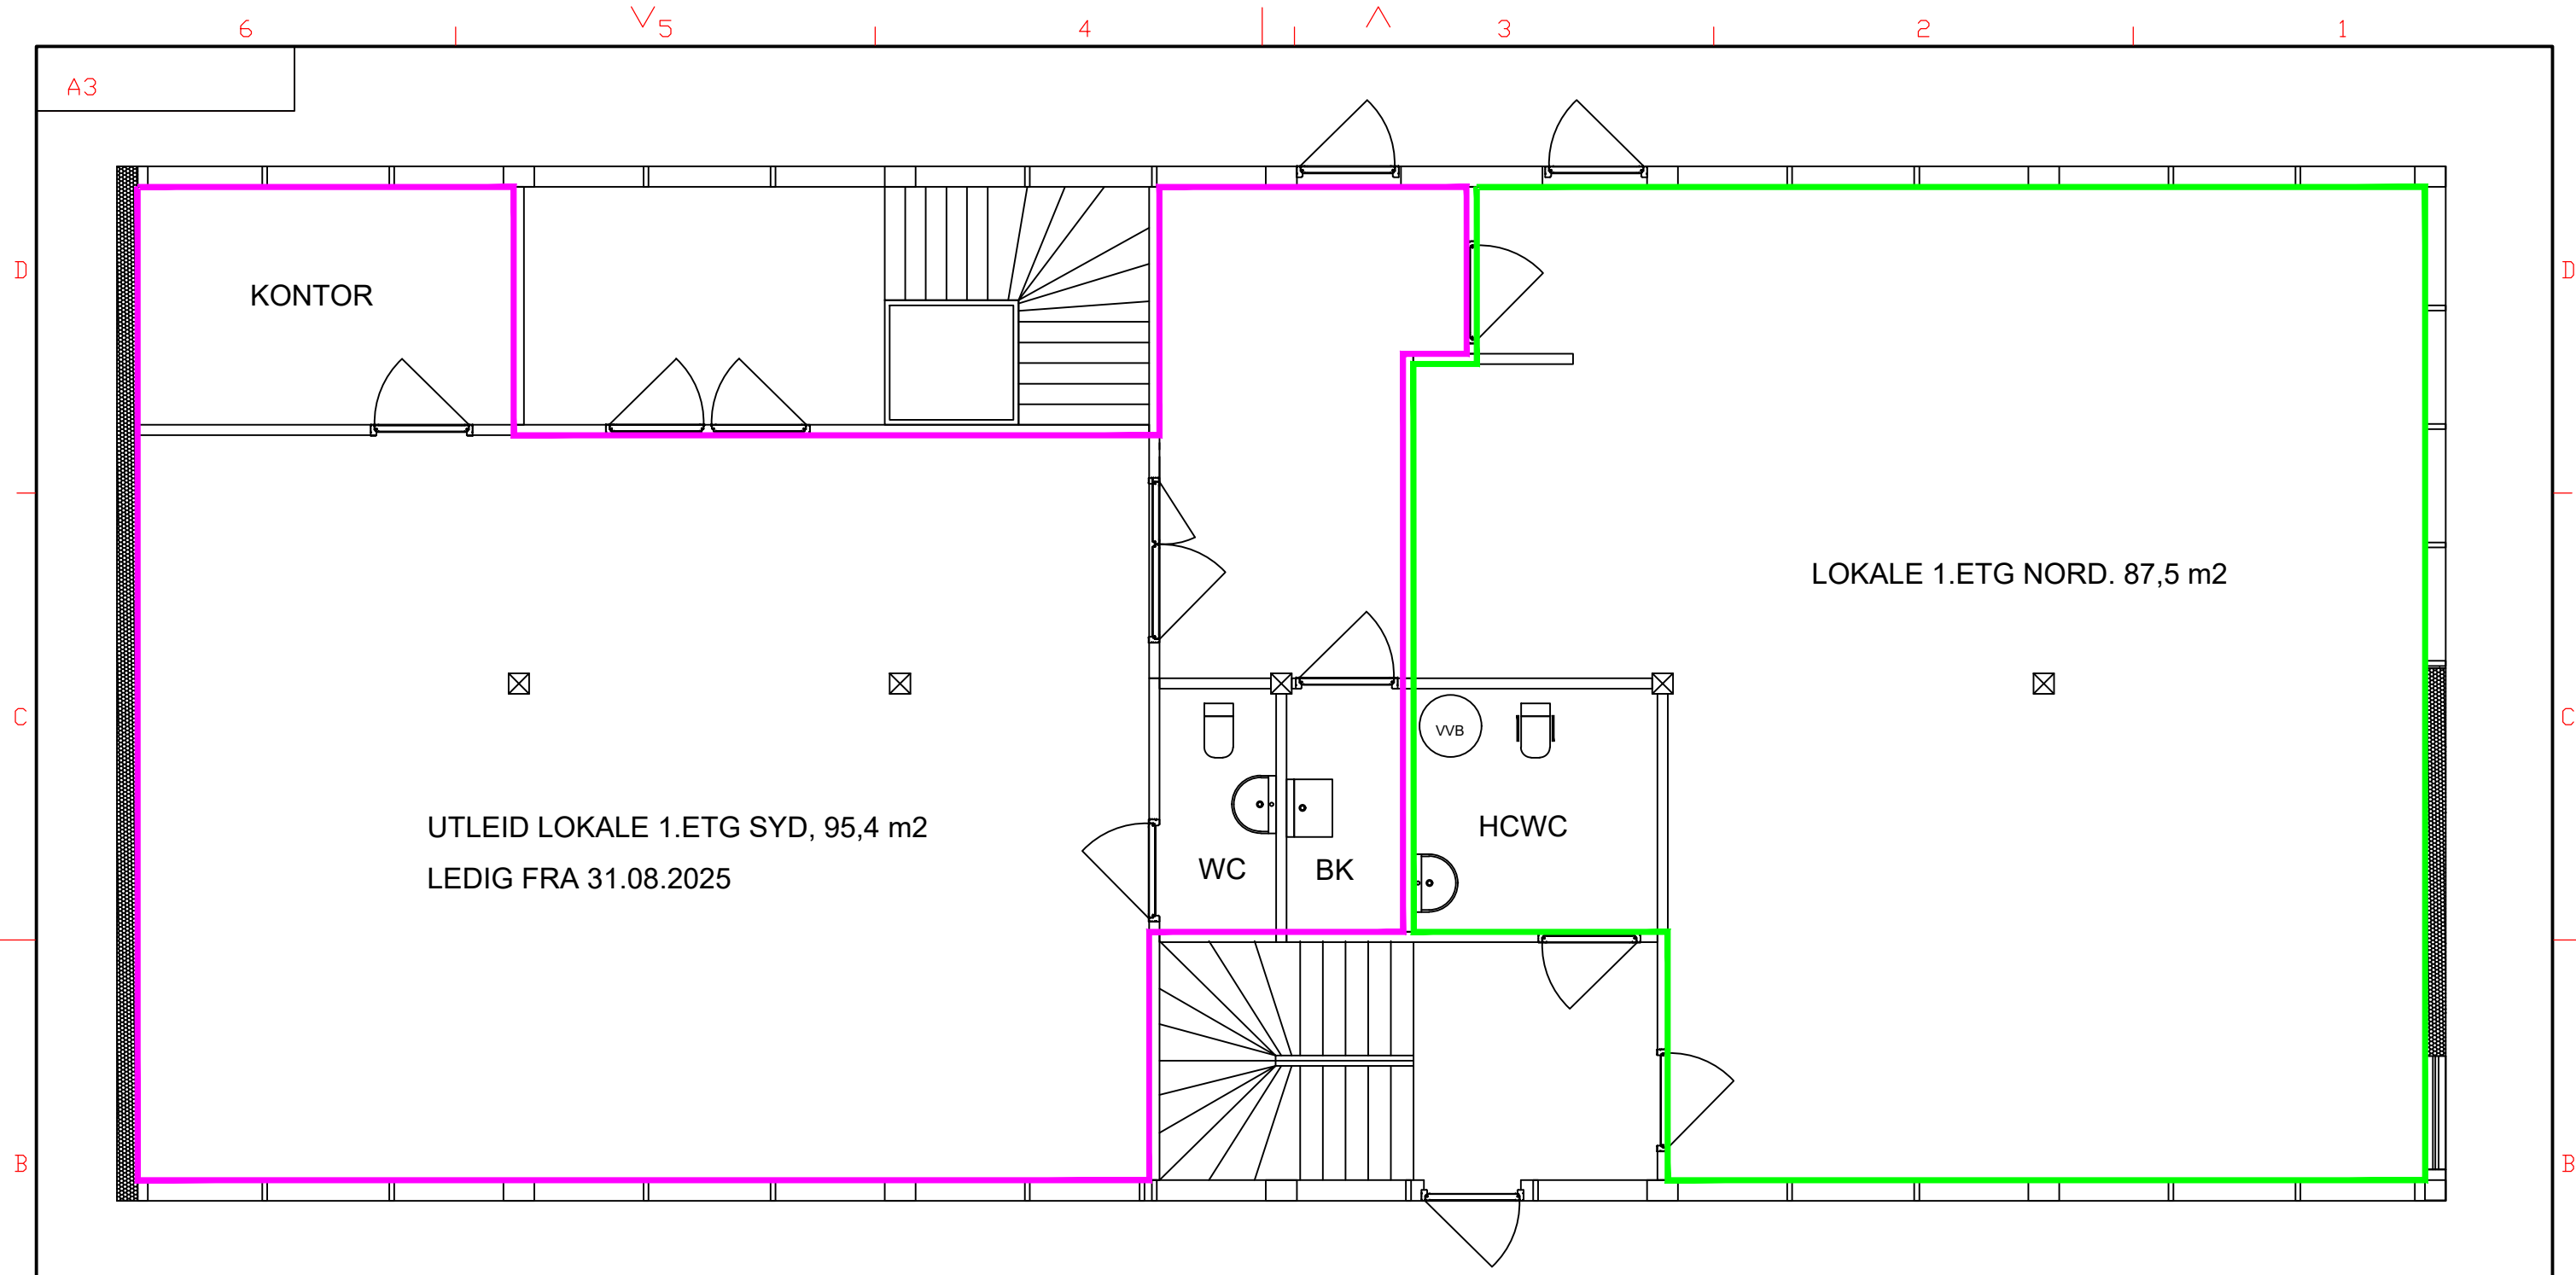 6 5 4 3 2 1
A3
D D
KONTOR
LOKALE 1.ETG NORD. 87,5 m2
C C
VVB
UTLEID LOKALE 1.ETG SYD, 95,4 m2
HCWC
WC BK
LEDIG FRA 31.08.2025
B B